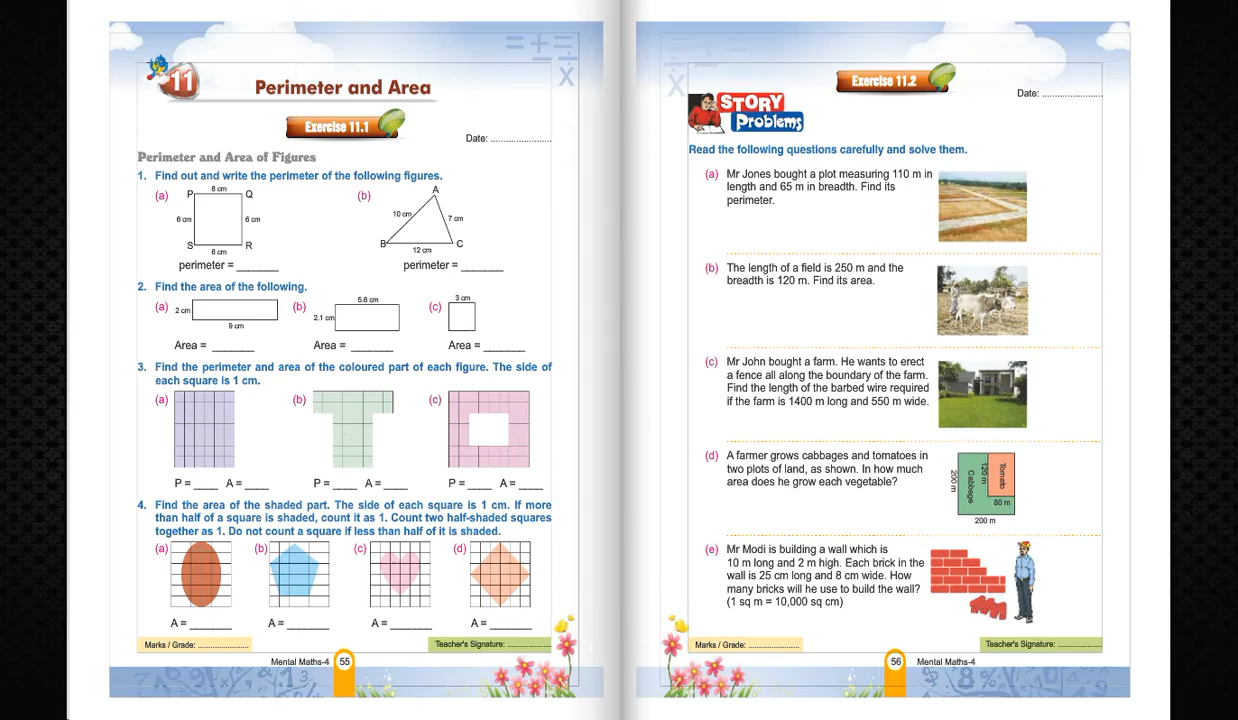 11
Perimeter and Area
Exercise 11.1
Date: ........................
Perimeter and Area of Figures
1. Find out and write the perimeter of the following figures.
(a) P 6 cm Q
6 cm
6 cm
S R
6 cm
perimeter = _______
(b) A
10 cm
7 cm
B C
12 cm
perimeter = _______
2. Find the area of the following.
(a) 2 cm
9 cm
Area = _______
(b) 5.6 cm
2.1 cm
Area = _______
(c) 3 cm
Area = _______
3. Find the perimeter and area of the coloured part of each figure. The side of
each square is 1 cm.
(a) (b) (c)
P = ____ A = ____ P = ____ A = ____ P = ____ A = ____
4. Find the area of the shaded part. The side of each square is 1 cm. If more
than half of a square is shaded, count it as 1. Count two half-shaded squares
together as 1. Do not count a square if less than half of it is shaded.
(a) (b) (c) (d)
A = _______ A = _______ A = _______ A = _______
Marks / Grade: ......................
Teacher's Signature: ...................
Mental Maths-4 55
Exercise 11.2
Date: ........................
STORY
Problems
Read the following questions carefully and solve them.
(a) Mr Jones bought a plot measuring 110 m in
length and 65 m in breadth. Find its
perimeter.
(b) The length of a field is 250 m and the
breadth is 120 m. Find its area.
(c) Mr John bought a farm. He wants to erect
a fence all along the boundary of the farm.
Find the length of the barbed wire required
if the farm is 1400 m long and 550 m wide.
(d) A farmer grows cabbages and tomatoes in
two plots of land, as shown. In how much
area does he grow each vegetable?
200 m
Cabbage
120 m
Tomato
80 m
200 m
(e) Mr Modi is building a wall which is
10 m long and 2 m high. Each brick in the
wall is 25 cm long and 8 cm wide. How
many bricks will he use to build the wall?
(1 sq m = 10,000 sq cm)
Marks / Grade: ......................
Teacher's Signature: ...................
56 Mental Maths-4